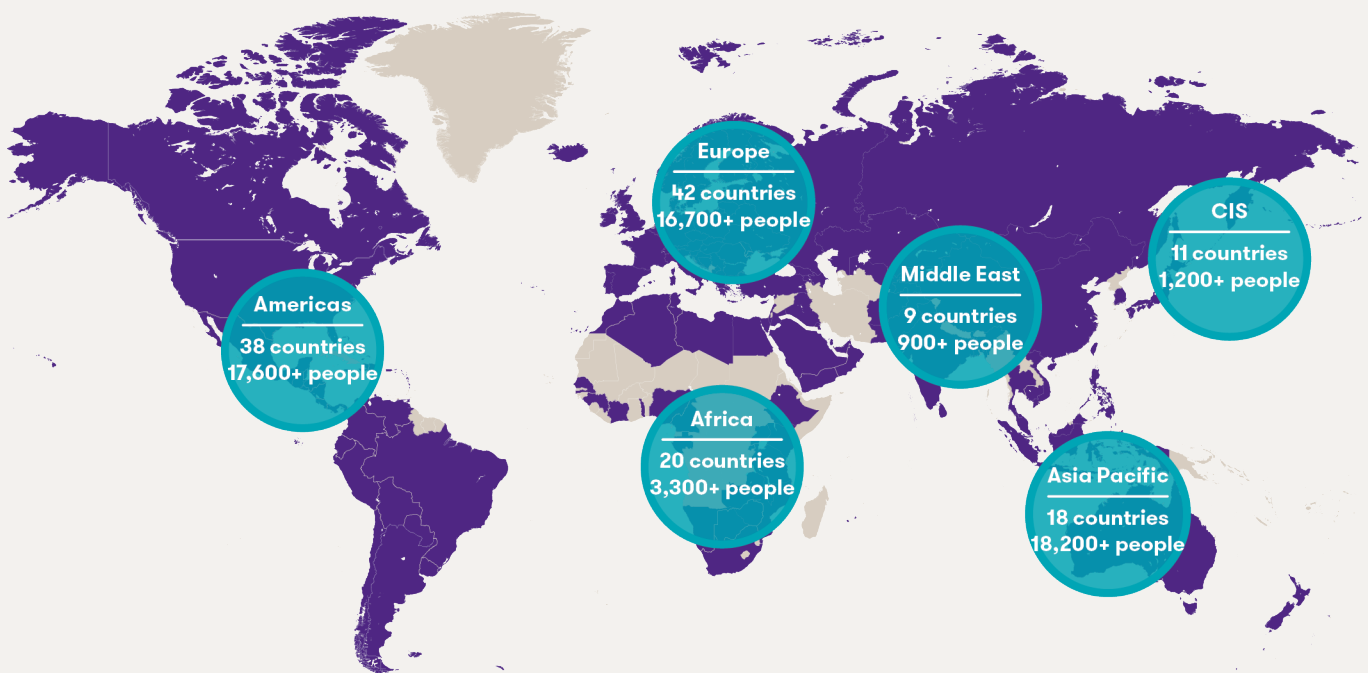 Europe
42 countries
16,700+ people
CIS
11 countries
1,200+ people
Middle East
9 countries
900+ people
Americas
38 countries
17,600+ people
Africa
20 countries
3,300+ people
Asia Pacific
18 countries
18,200+ people